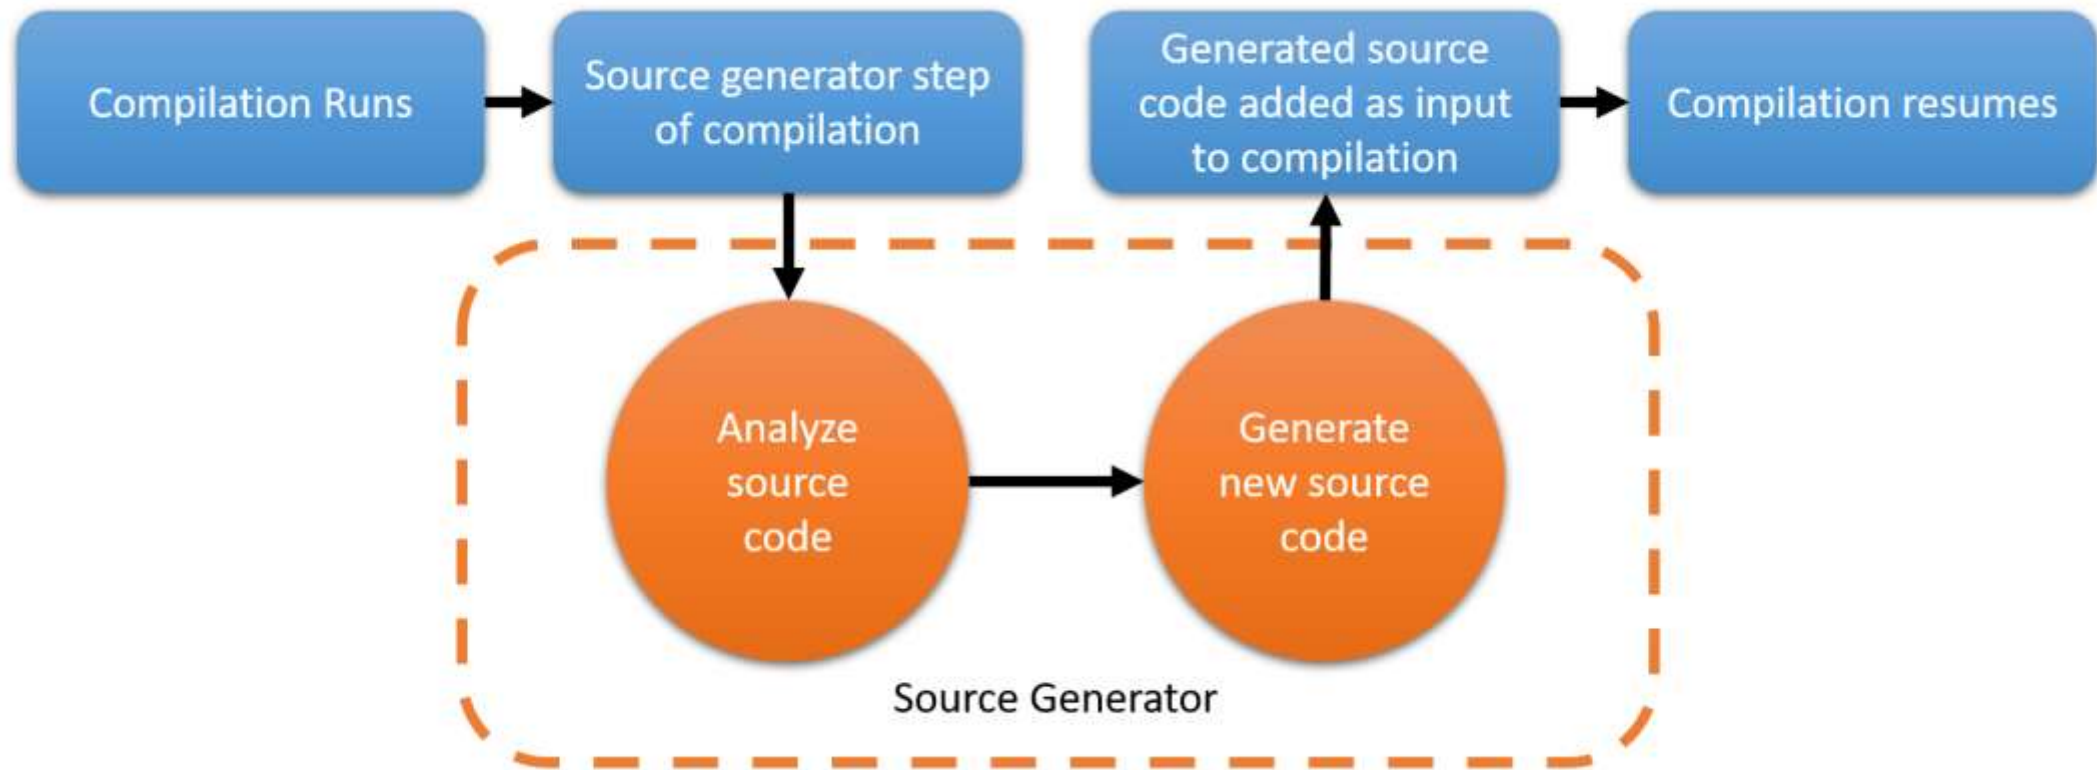 Compilation Runs
Source generator step
of compilation
Generated source
code added as input
to compilation
Compilation resumes
Analyze
source
code
Generate
new source
code
Source Generator